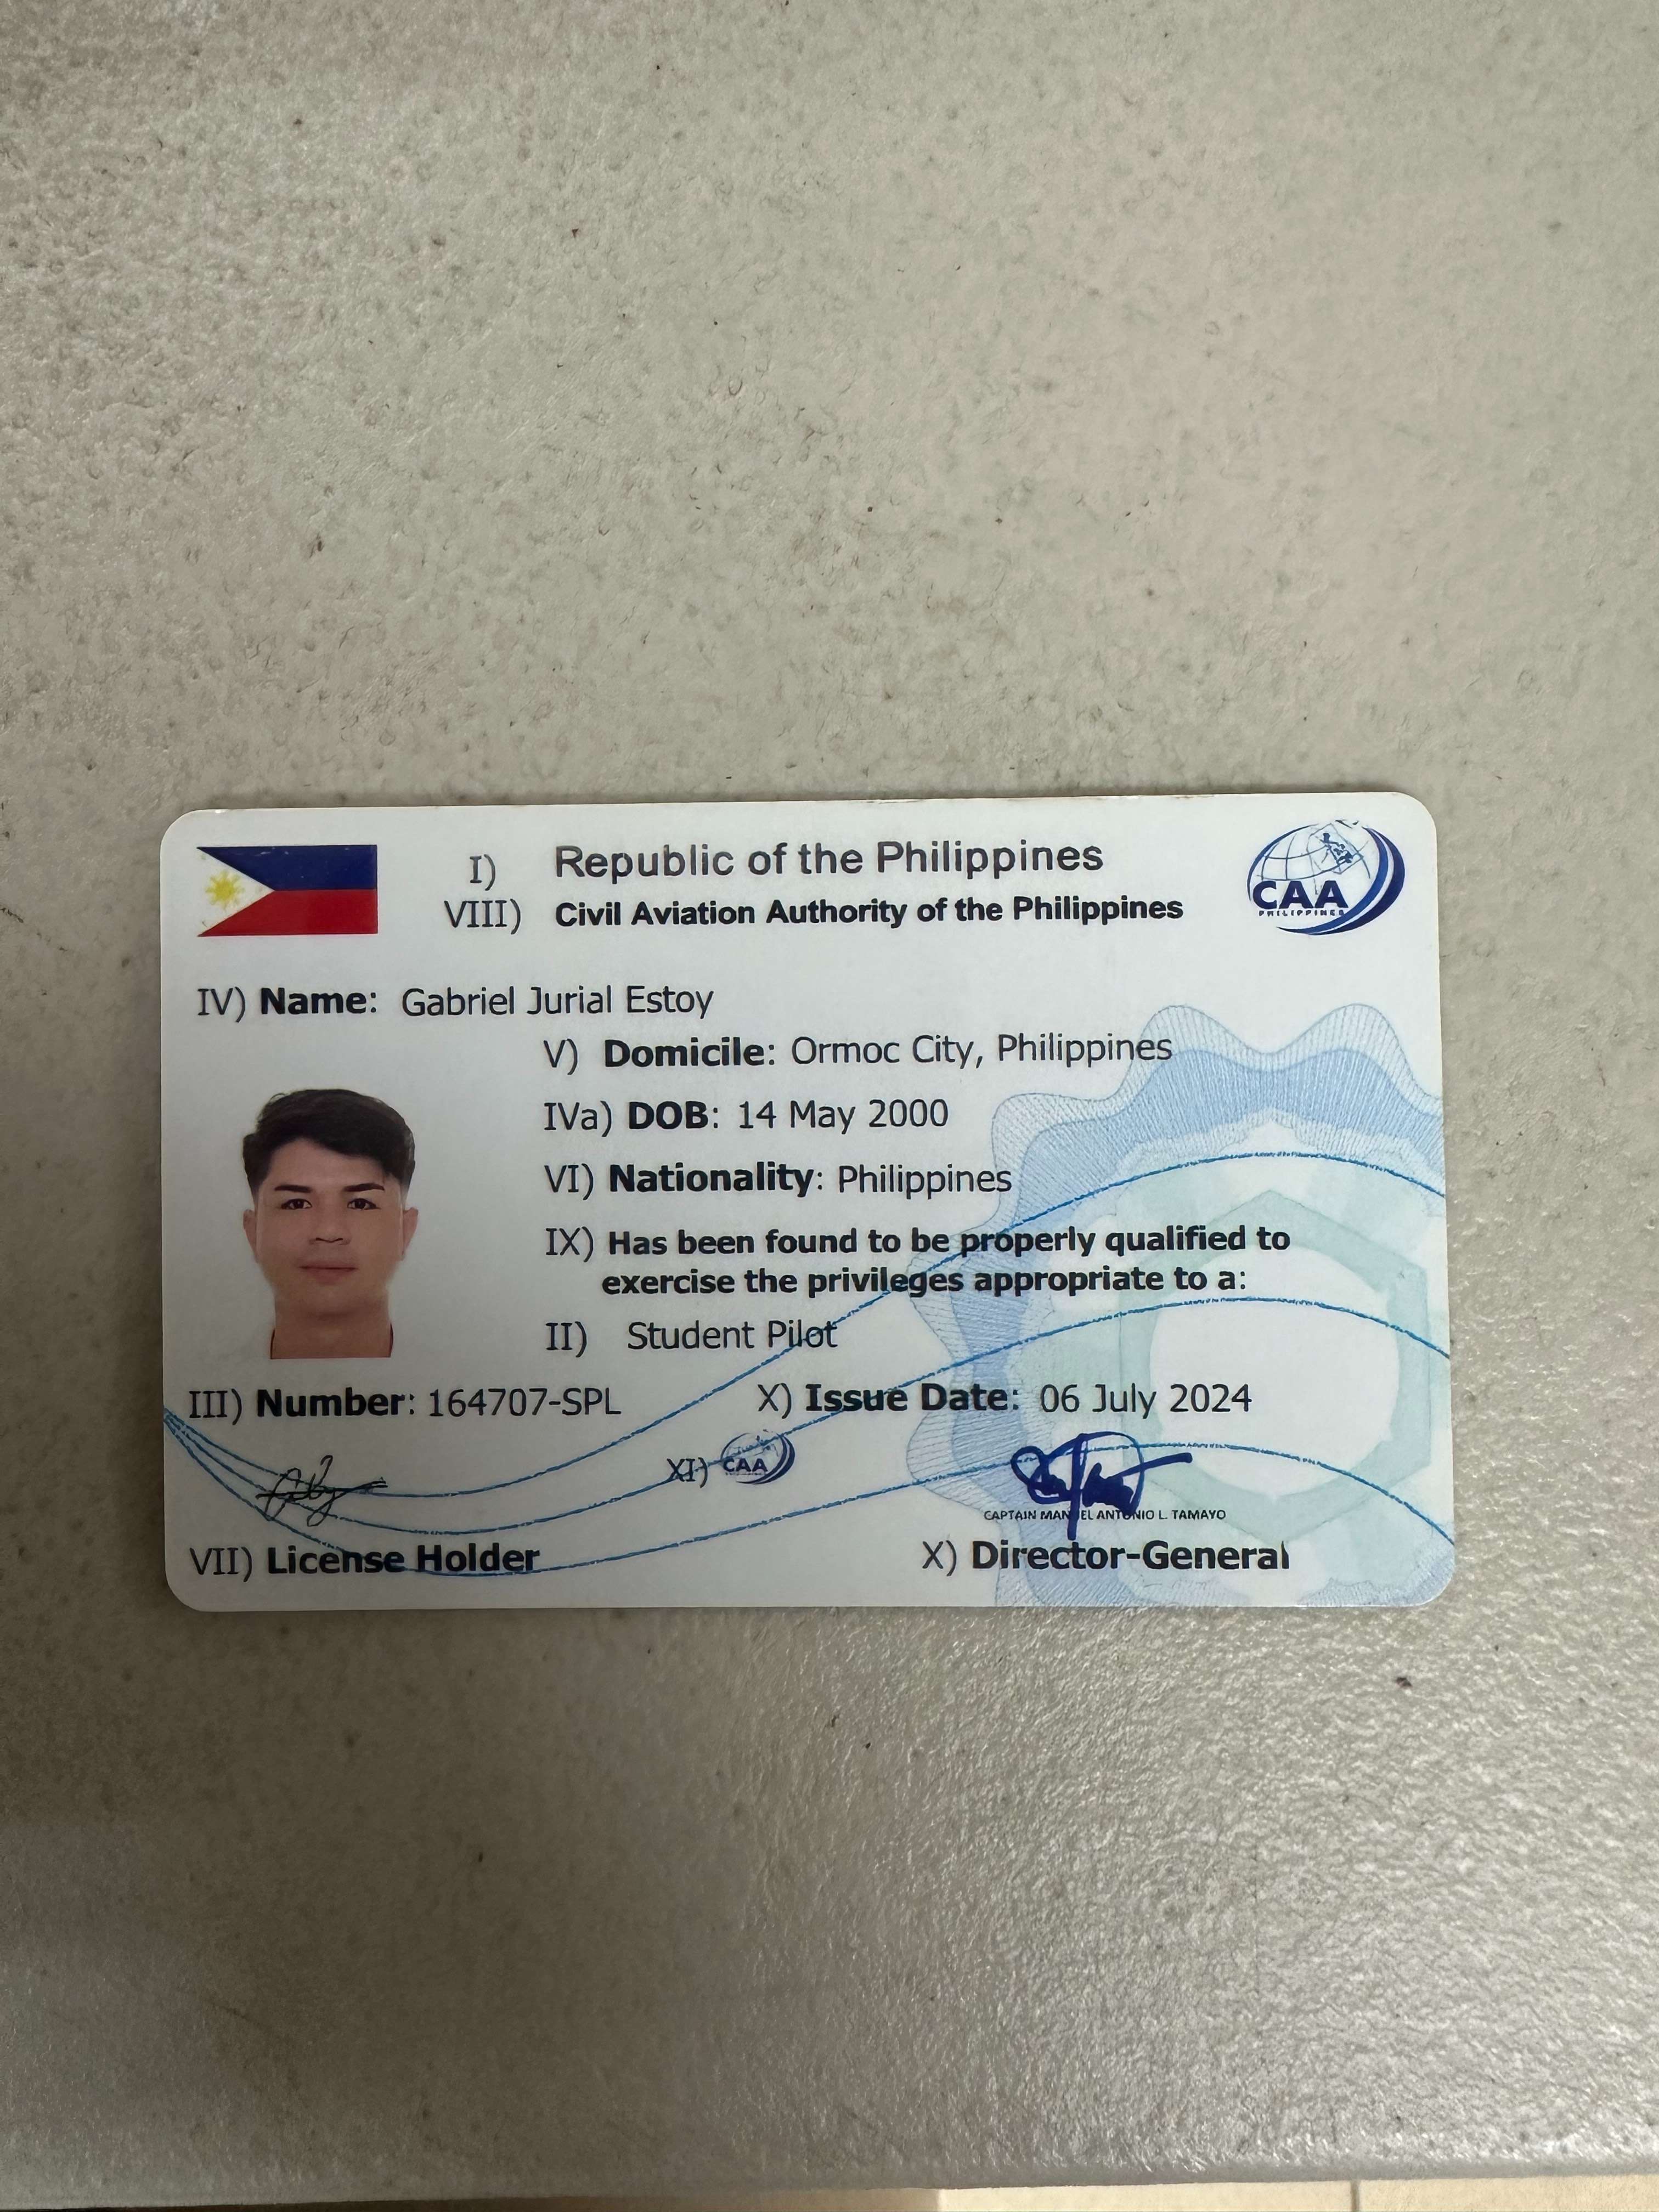 I) Republic of the Philippines
VIII) Civil Aviation Authority of the Philippines
CAA
PHILIPPINES
IV) Name: Gabriel Jurial Estoy
V) Domicile: Ormoc City, Philippines
IVa) DOB: 14 May 2000
VI) Nationality: Philippines
IX) Has been found to be properly qualified to
exercise the privileges appropriate to a:
II) Student Pilot
III) Number: 164707-SPL X) Issue Date: 06 July 2024
XI) CAA
CAPTAIN MANUEL ANTONIO L. TAMAYO
VII) License Holder X) Director-General